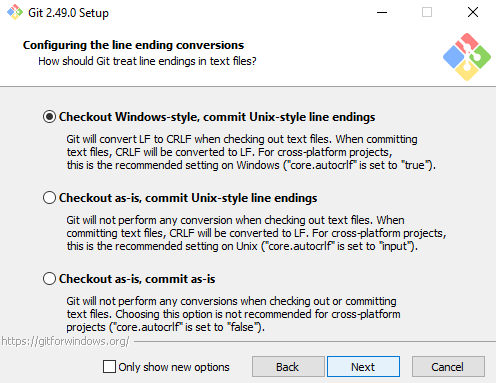 Git 2.49.0 Setup
Configuring the line ending conversions
How should Git treat line endings in text files?
Checkout Windows-style, commit Unix-style line endings
Git will convert LF to CRLF when checking out text files. When committing
text files, CRLF will be converted to LF. For cross-platform projects,
this is the recommended setting on Windows ("core.autocrlf" is set to "true").
Checkout as-is, commit Unix-style line endings
Git will not perform any conversion when checking out text files. When
committing text files, CRLF will be converted to LF. For cross-platform projects,
this is the recommended setting on Unix ("core.autocrlf" is set to "input").
Checkout as-is, commit as-is
Git will not perform any conversions when checking out or committing
text files. Choosing this option is not recommended for cross-platform
projects ("core.autocrlf" is set to "false").
https://gitforwindows.org/
Only show new options
Back
Next
Cancel